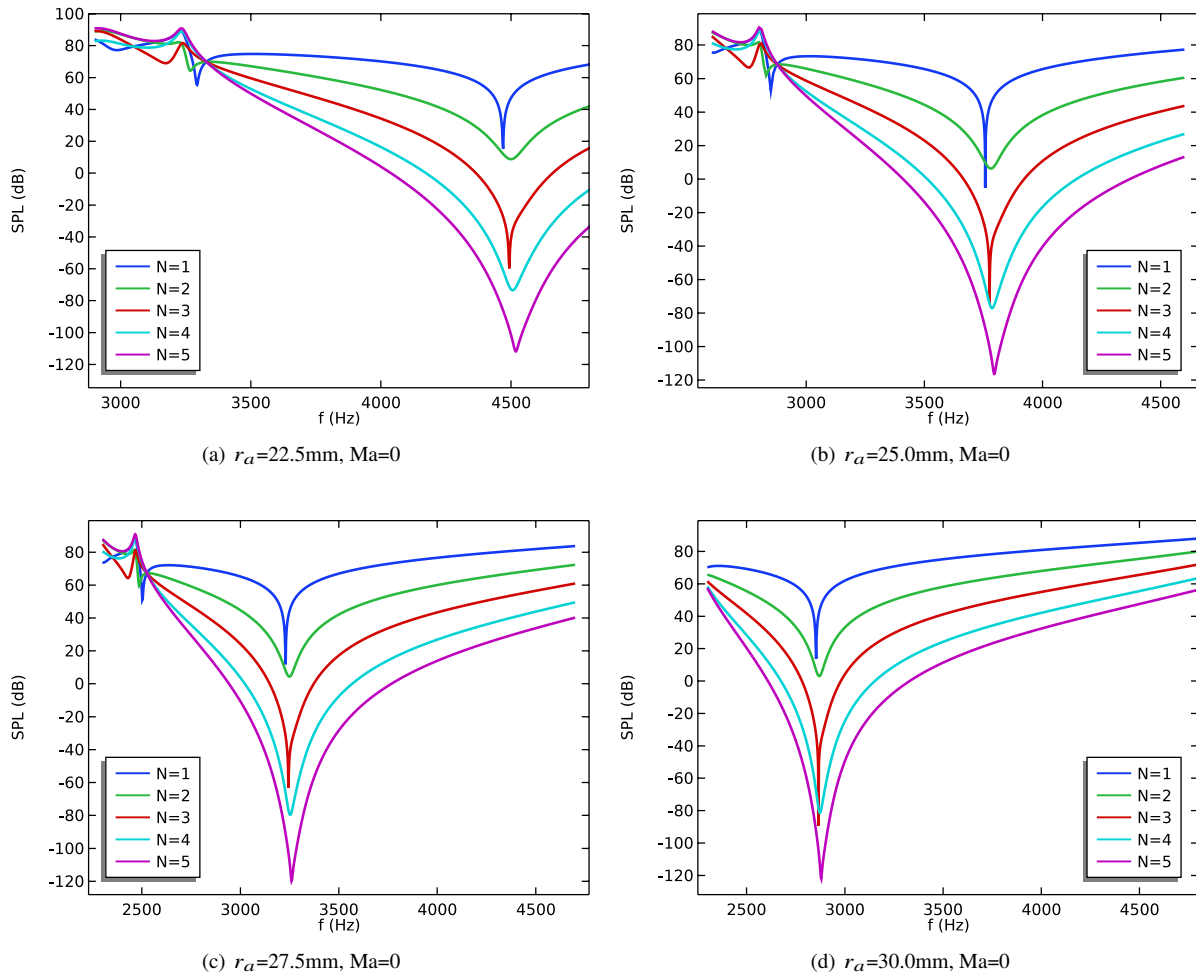 100
80
60
40
20
0
-20
-40
-60
-80
-100
-120
SPL (dB)
N=1
N=2
N=3
N=4
N=5
3000 3500 4000 4500
f (Hz)
(a) rₐ=22.5mm, Ma=0
80
60
40
20
0
-20
-40
-60
-80
-100
-120
SPL (dB)
N=1
N=2
N=3
N=4
N=5
3000 3500 4000 4500
f (Hz)
(b) rₐ=25.0mm, Ma=0
80
60
40
20
0
-20
-40
-60
-80
-100
-120
SPL (dB)
N=1
N=2
N=3
N=4
N=5
2500 3000 3500 4000 4500
f (Hz)
(c) rₐ=27.5mm, Ma=0
80
60
40
20
0
-20
-40
-60
-80
-100
-120
SPL (dB)
N=1
N=2
N=3
N=4
N=5
2500 3000 3500 4000 4500
f (Hz)
(d) rₐ=30.0mm, Ma=0